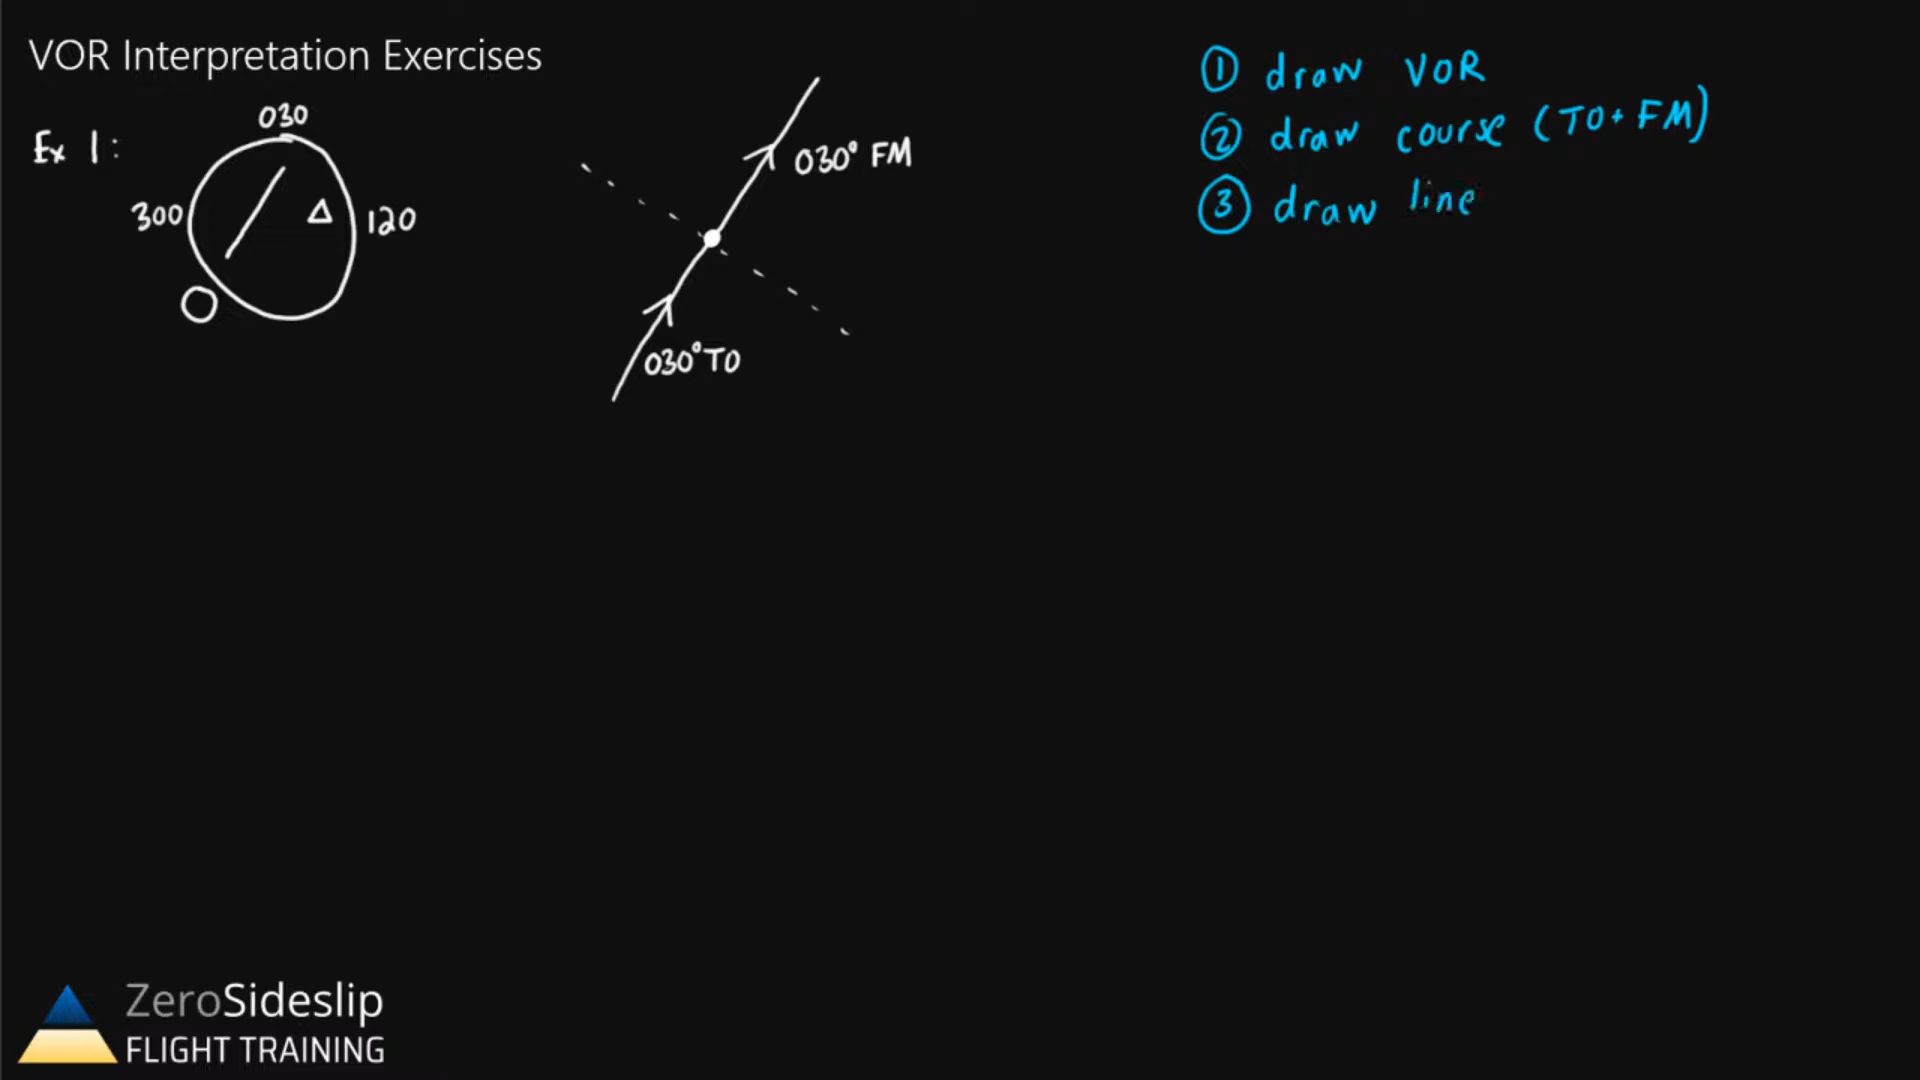 VOR Interpretation Exercises
Ex 1:
030
300
120
030° FM
030° TO
① draw VOR
② draw course (TO + FM)
③ draw line
ZeroSideslip
FLIGHT TRAINING